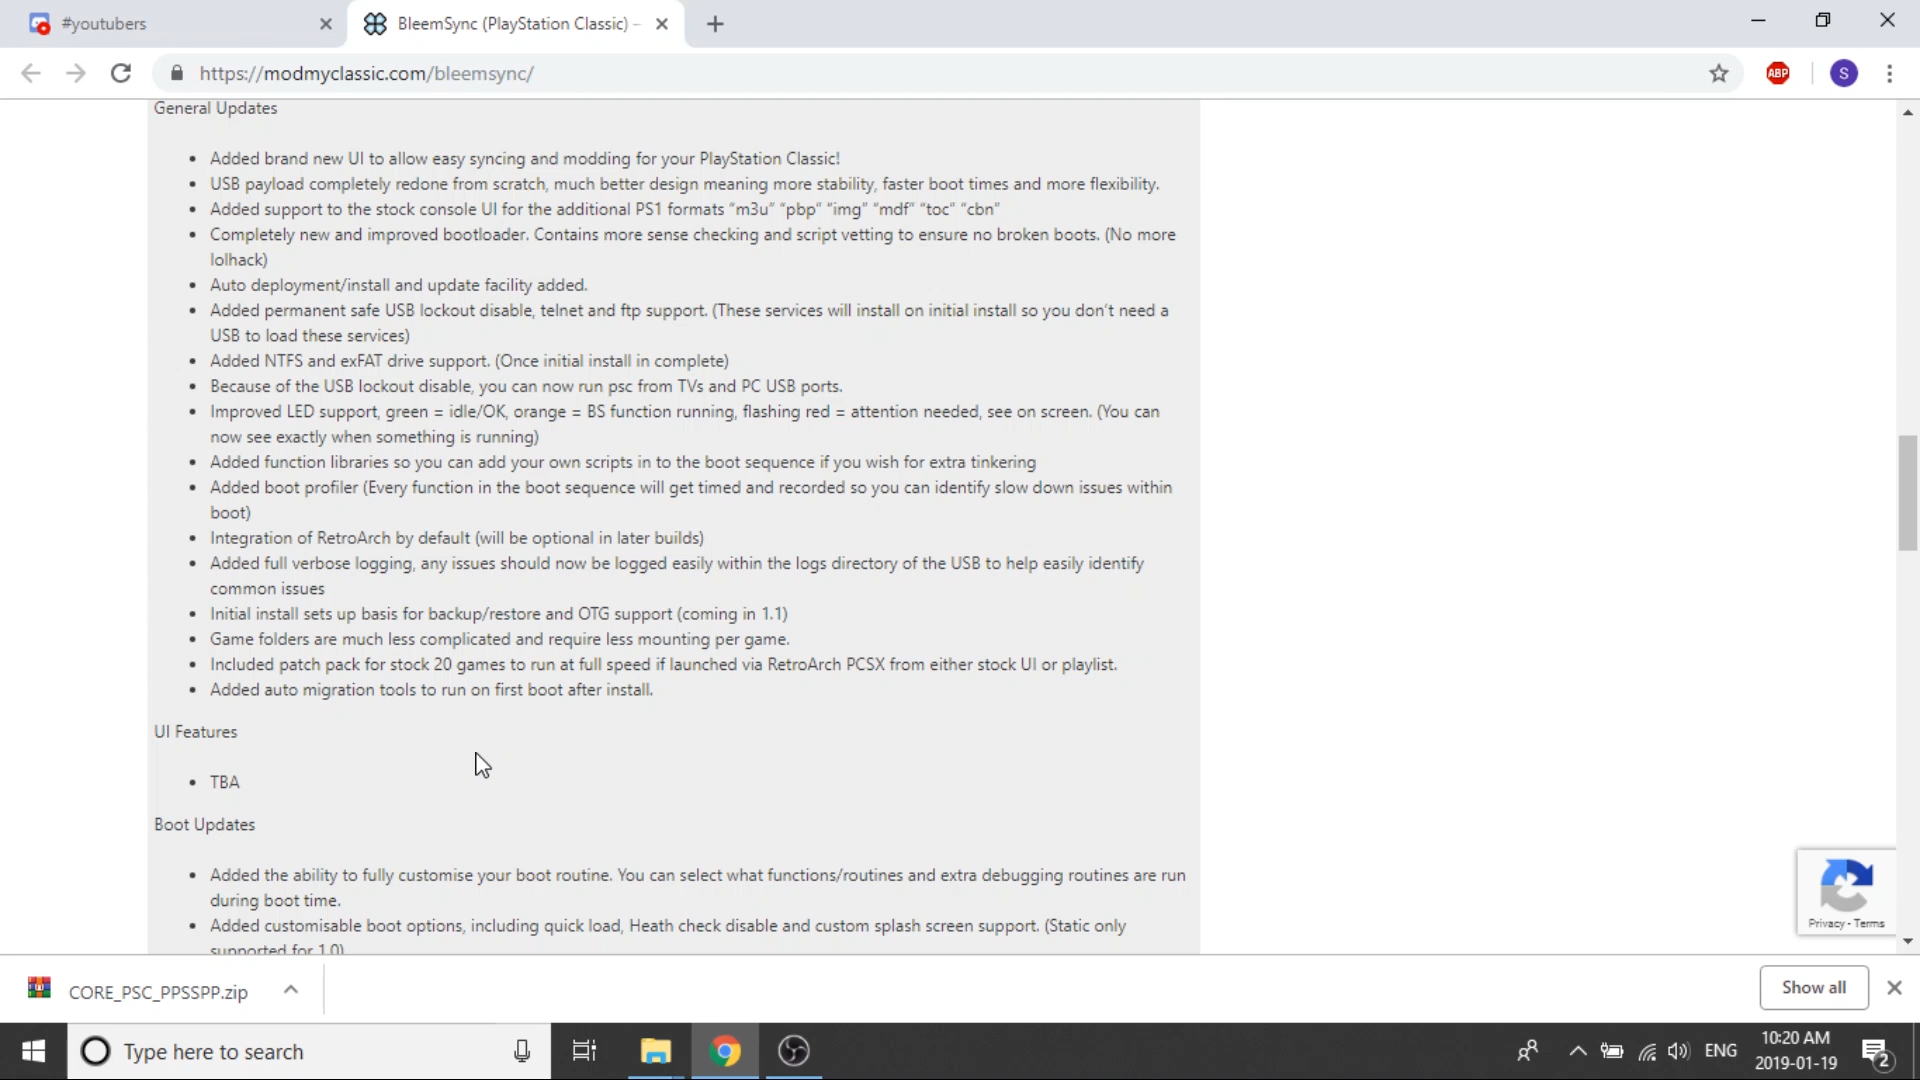 #youtubers
BleemSync (PlayStation Classic) –
https://modmyclassic.com/bleemsync/
ABP
S
General Updates
• Added brand new UI to allow easy syncing and modding for your PlayStation Classic!
• USB payload completely redone from scratch, much better design meaning more stability, faster boot times and more flexibility.
• Added support to the stock console UI for the additional PS1 formats “m3u” “pbp” “img” “mdf” “toc” “cbn”
• Completely new and improved bootloader. Contains more sense checking and script vetting to ensure no broken boots. (No more
lolhack)
• Auto deployment/install and update facility added.
• Added permanent safe USB lockout disable, telnet and ftp support. (These services will install on initial install so you don’t need a
USB to load these services)
• Added NTFS and exFAT drive support. (Once initial install in complete)
• Because of the USB lockout disable, you can now run psc from TVs and PC USB ports.
• Improved LED support, green = idle/OK, orange = BS function running, flashing red = attention needed, see on screen. (You can
now see exactly when something is running)
• Added function libraries so you can add your own scripts in to the boot sequence if you wish for extra tinkering
• Added boot profiler (Every function in the boot sequence will get timed and recorded so you can identify slow down issues within
boot)
• Integration of RetroArch by default (will be optional in later builds)
• Added full verbose logging, any issues should now be logged easily within the logs directory of the USB to help easily identify
common issues
• Initial install sets up basis for backup/restore and OTG support (coming in 1.1)
• Game folders are much less complicated and require less mounting per game.
• Included patch pack for stock 20 games to run at full speed if launched via RetroArch PCSX from either stock UI or playlist.
• Added auto migration tools to run on first boot after install.
UI Features
• TBA
Boot Updates
• Added the ability to fully customise your boot routine. You can select what functions/routines and extra debugging routines are run
during boot time.
• Added customisable boot options, including quick load, Heath check disable and custom splash screen support. (Static only
supported for 1.0)
Privacy - Terms
CORE_PSC_PPSSPP.zip
Show all
Type here to search
ENG
10:20 AM
2019-01-19
2